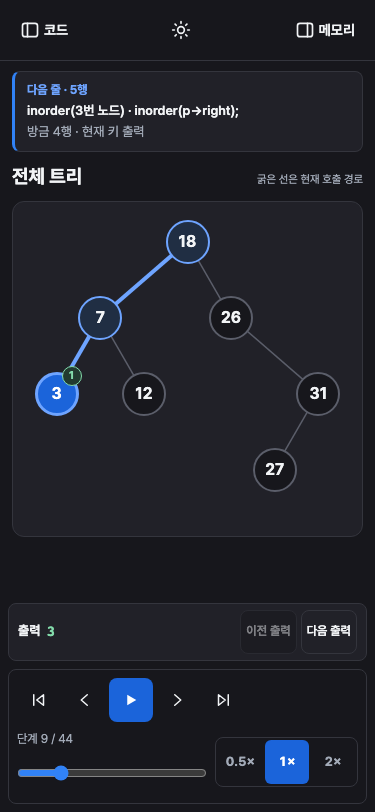 코드
메모리
다음 줄 · 5행
inorder(3번 노드) · inorder(p→right);
방금 4행 · 현재 키 출력
전체 트리
굵은 선은 현재 호출 경로
18
7
26
1
3
12
31
27
출력 3
이전 출력
다음 출력
단계 9 / 44
0.5×
1×
2×